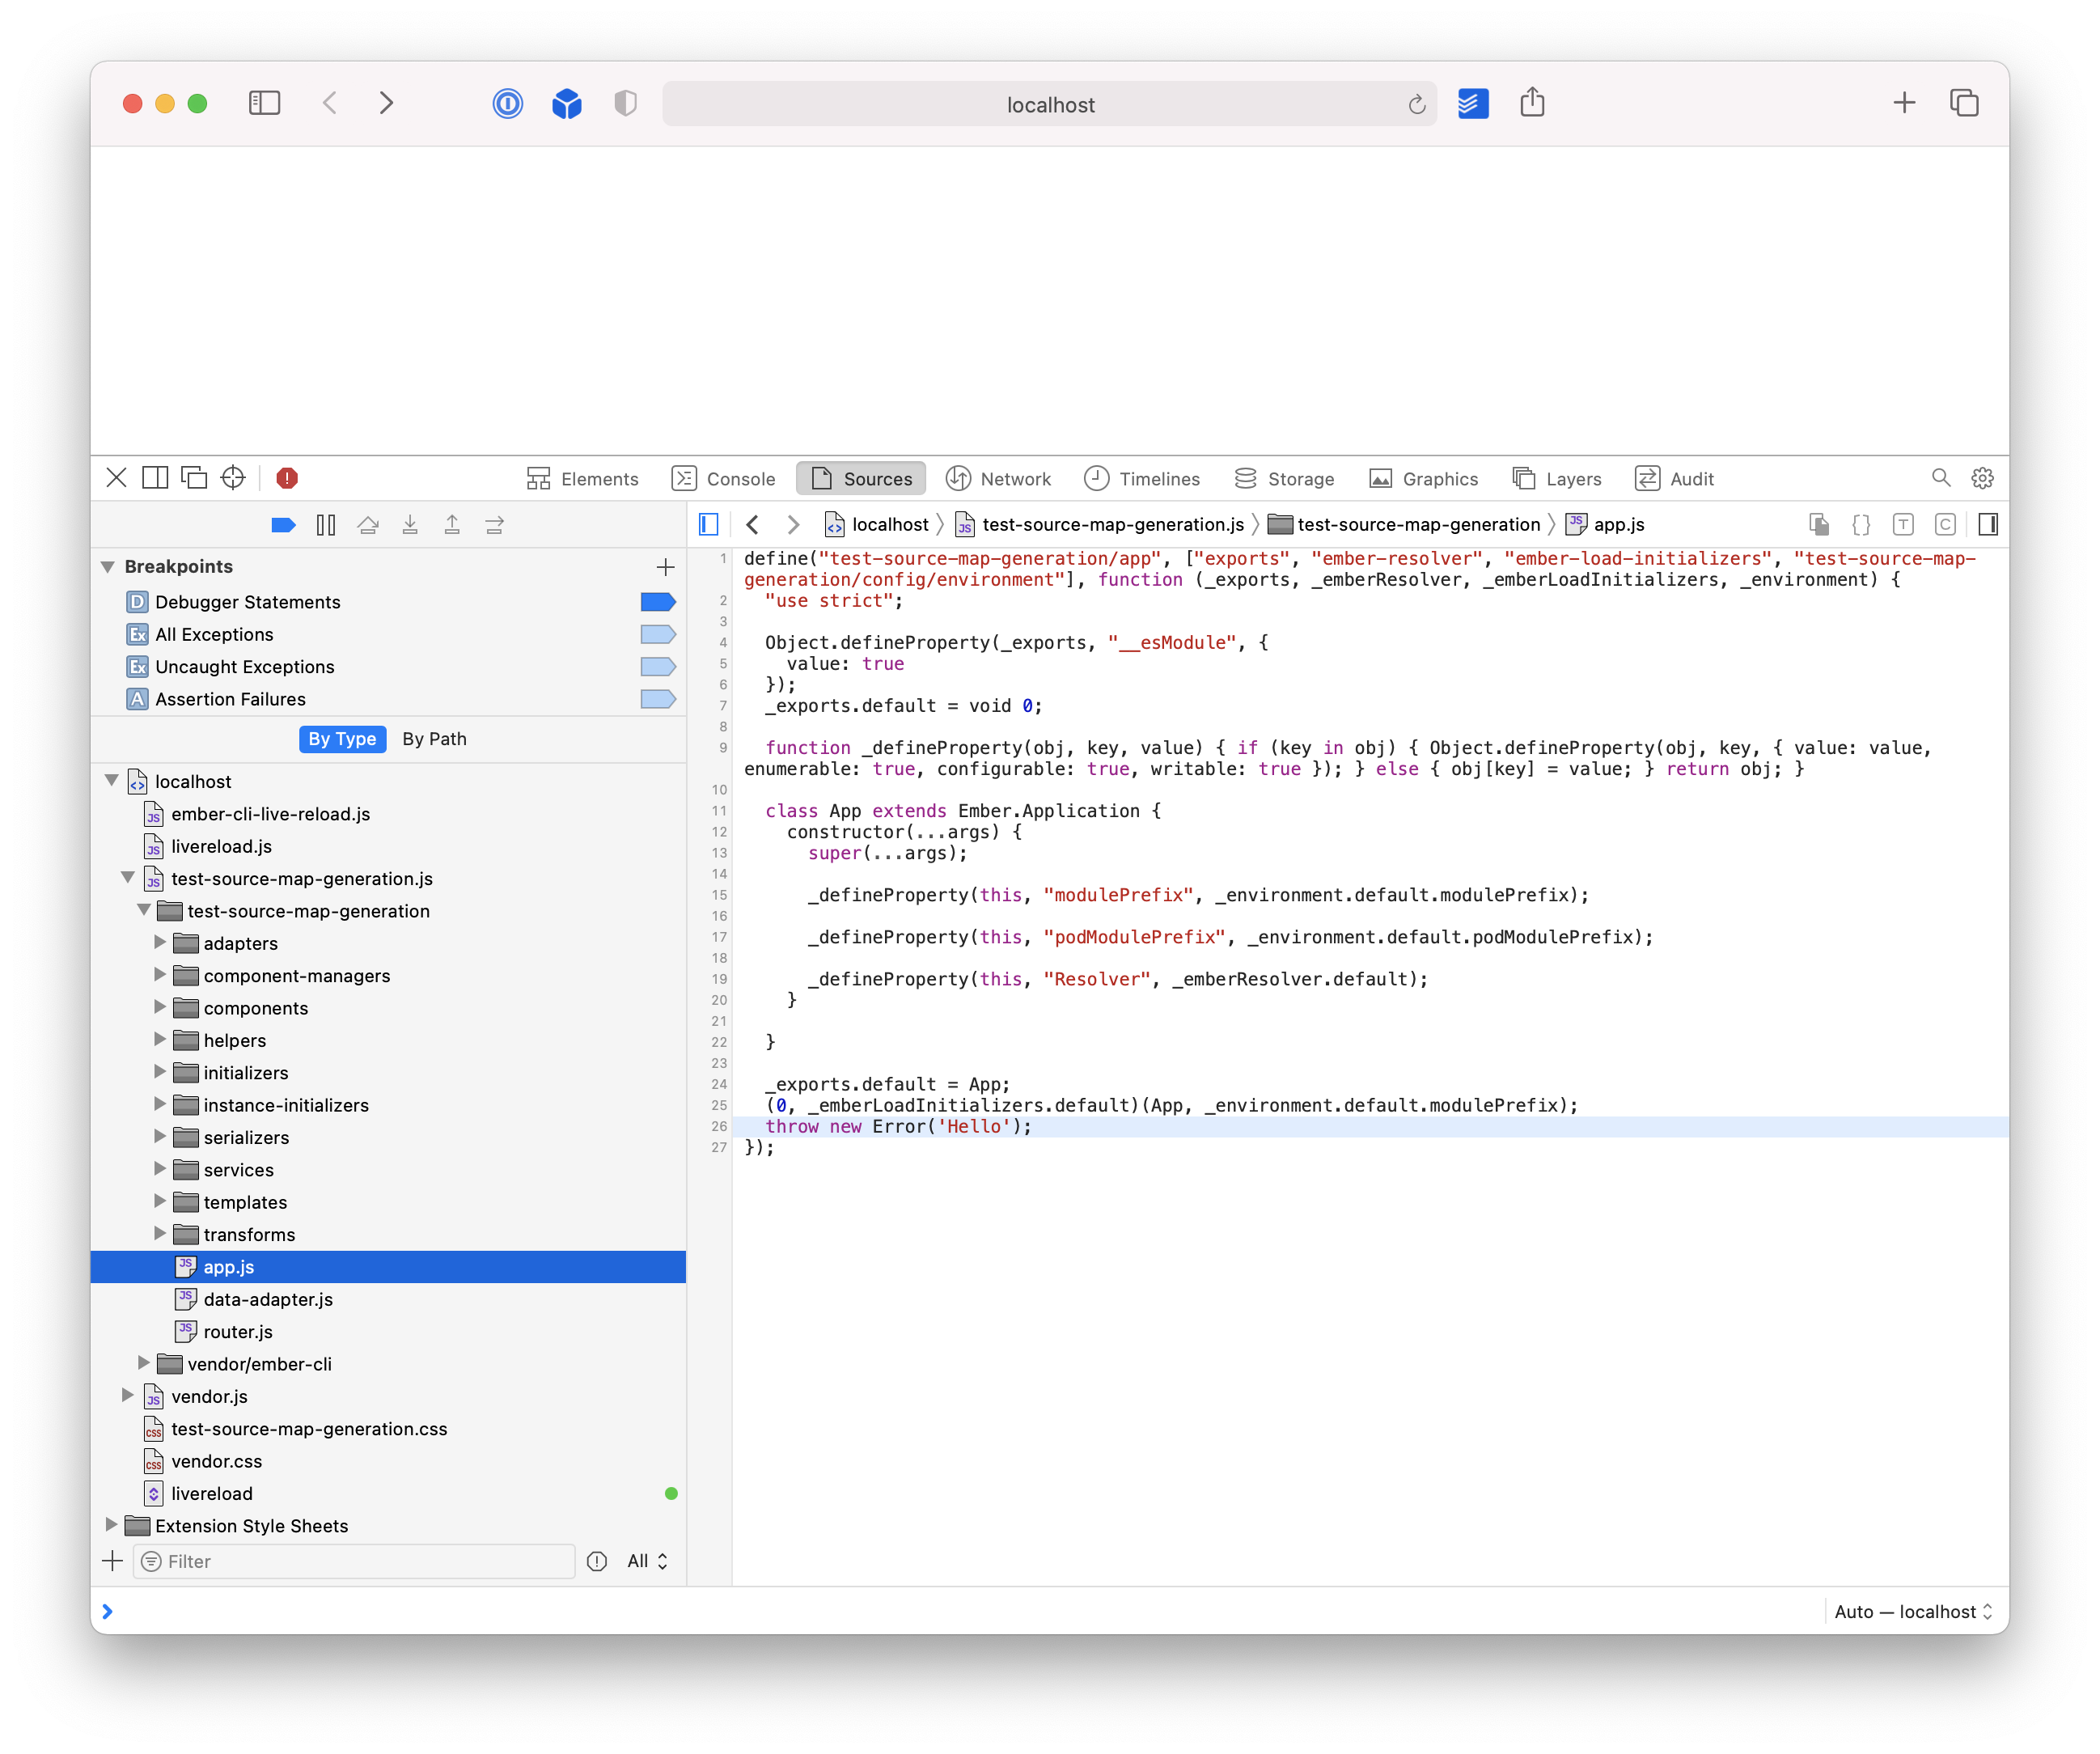 localhost
Elements
Console
Sources
Network
Timelines
Storage
Graphics
Layers
Audit
localhost
test-source-map-generation.js
test-source-map-generation
app.js
Breakpoints
D Debugger Statements
Ex All Exceptions
Ex Uncaught Exceptions
A Assertion Failures
By Type By Path
localhost
JS ember-cli-live-reload.js
JS livereload.js
JS test-source-map-generation.js
test-source-map-generation
adapters
component-managers
components
helpers
initializers
instance-initializers
serializers
services
templates
transforms
JS app.js
JS data-adapter.js
JS router.js
vendor/ember-cli
JS vendor.js
CSS test-source-map-generation.css
CSS vendor.css
livereload
Extension Style Sheets
Filter
All
1 define("test-source-map-generation/app", ["exports", "ember-resolver", "ember-load-initializers", "test-source-map-
generation/config/environment"], function (_exports, _emberResolver, _emberLoadInitializers, _environment) {
2 "use strict";
3
4 Object.defineProperty(_exports, "__esModule", {
5 value: true
6 });
7 _exports.default = void 0;
8
9 function _defineProperty(obj, key, value) { if (key in obj) { Object.defineProperty(obj, key, { value: value,
enumerable: true, configurable: true, writable: true }); } else { obj[key] = value; } return obj; }
10
11 class App extends Ember.Application {
12 constructor(...args) {
13 super(...args);
14
15 _defineProperty(this, "modulePrefix", _environment.default.modulePrefix);
16
17 _defineProperty(this, "podModulePrefix", _environment.default.podModulePrefix);
18
19 _defineProperty(this, "Resolver", _emberResolver.default);
20 }
21
22 }
23
24 _exports.default = App;
25 (0, _emberLoadInitializers.default)(App, _environment.default.modulePrefix);
26 throw new Error('Hello');
27 });
Auto — localhost